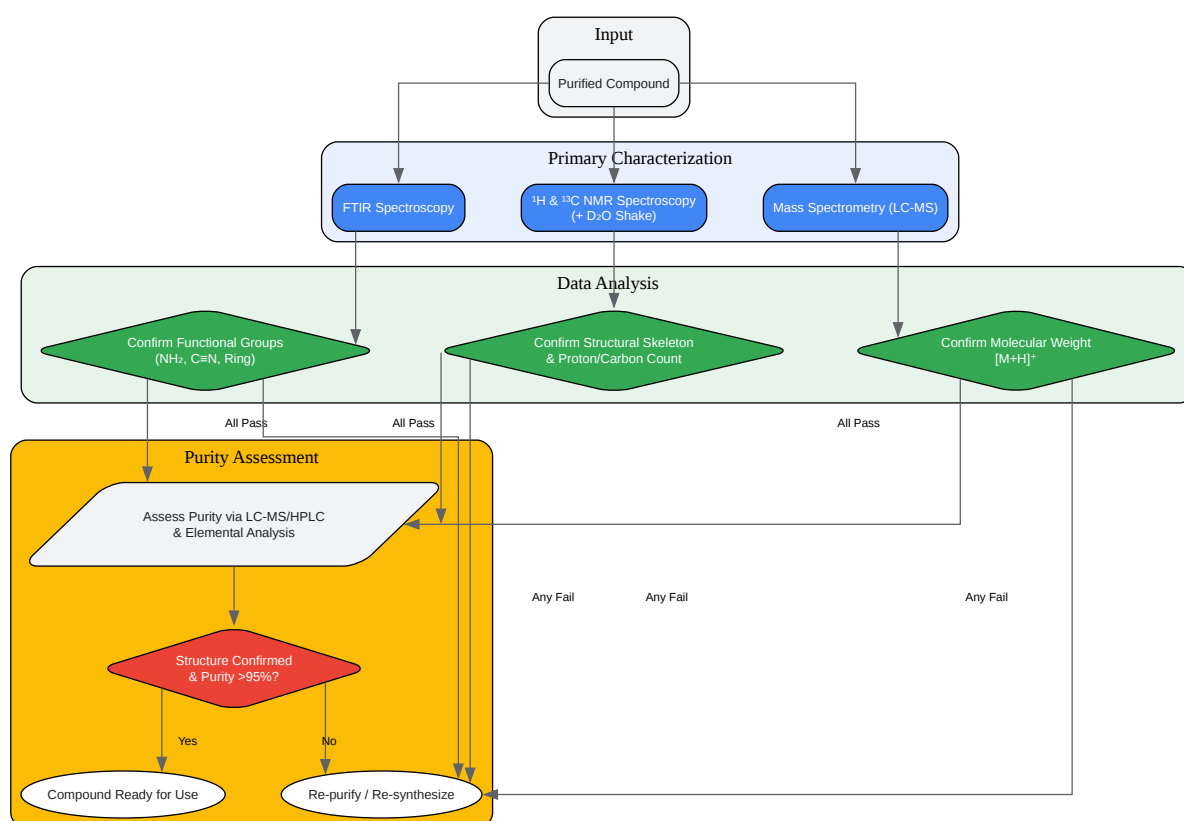 Input
Purified Compound
Primary Characterization
FTIR Spectroscopy
¹H & ¹³C NMR Spectroscopy
(+ D₂O Shake)
Mass Spectrometry (LC-MS)
Data Analysis
Confirm Functional Groups
(NH₂, C≡N, Ring)
Confirm Structural Skeleton
& Proton/Carbon Count
Confirm Molecular Weight
[M+H]⁺
All Pass
All Pass
All Pass
Purity Assessment
Assess Purity via LC-MS/HPLC
& Elemental Analysis
Any Fail
Any Fail
Any Fail
Structure Confirmed
& Purity >95%?
Yes
No
Compound Ready for Use
Re-purify / Re-synthesize